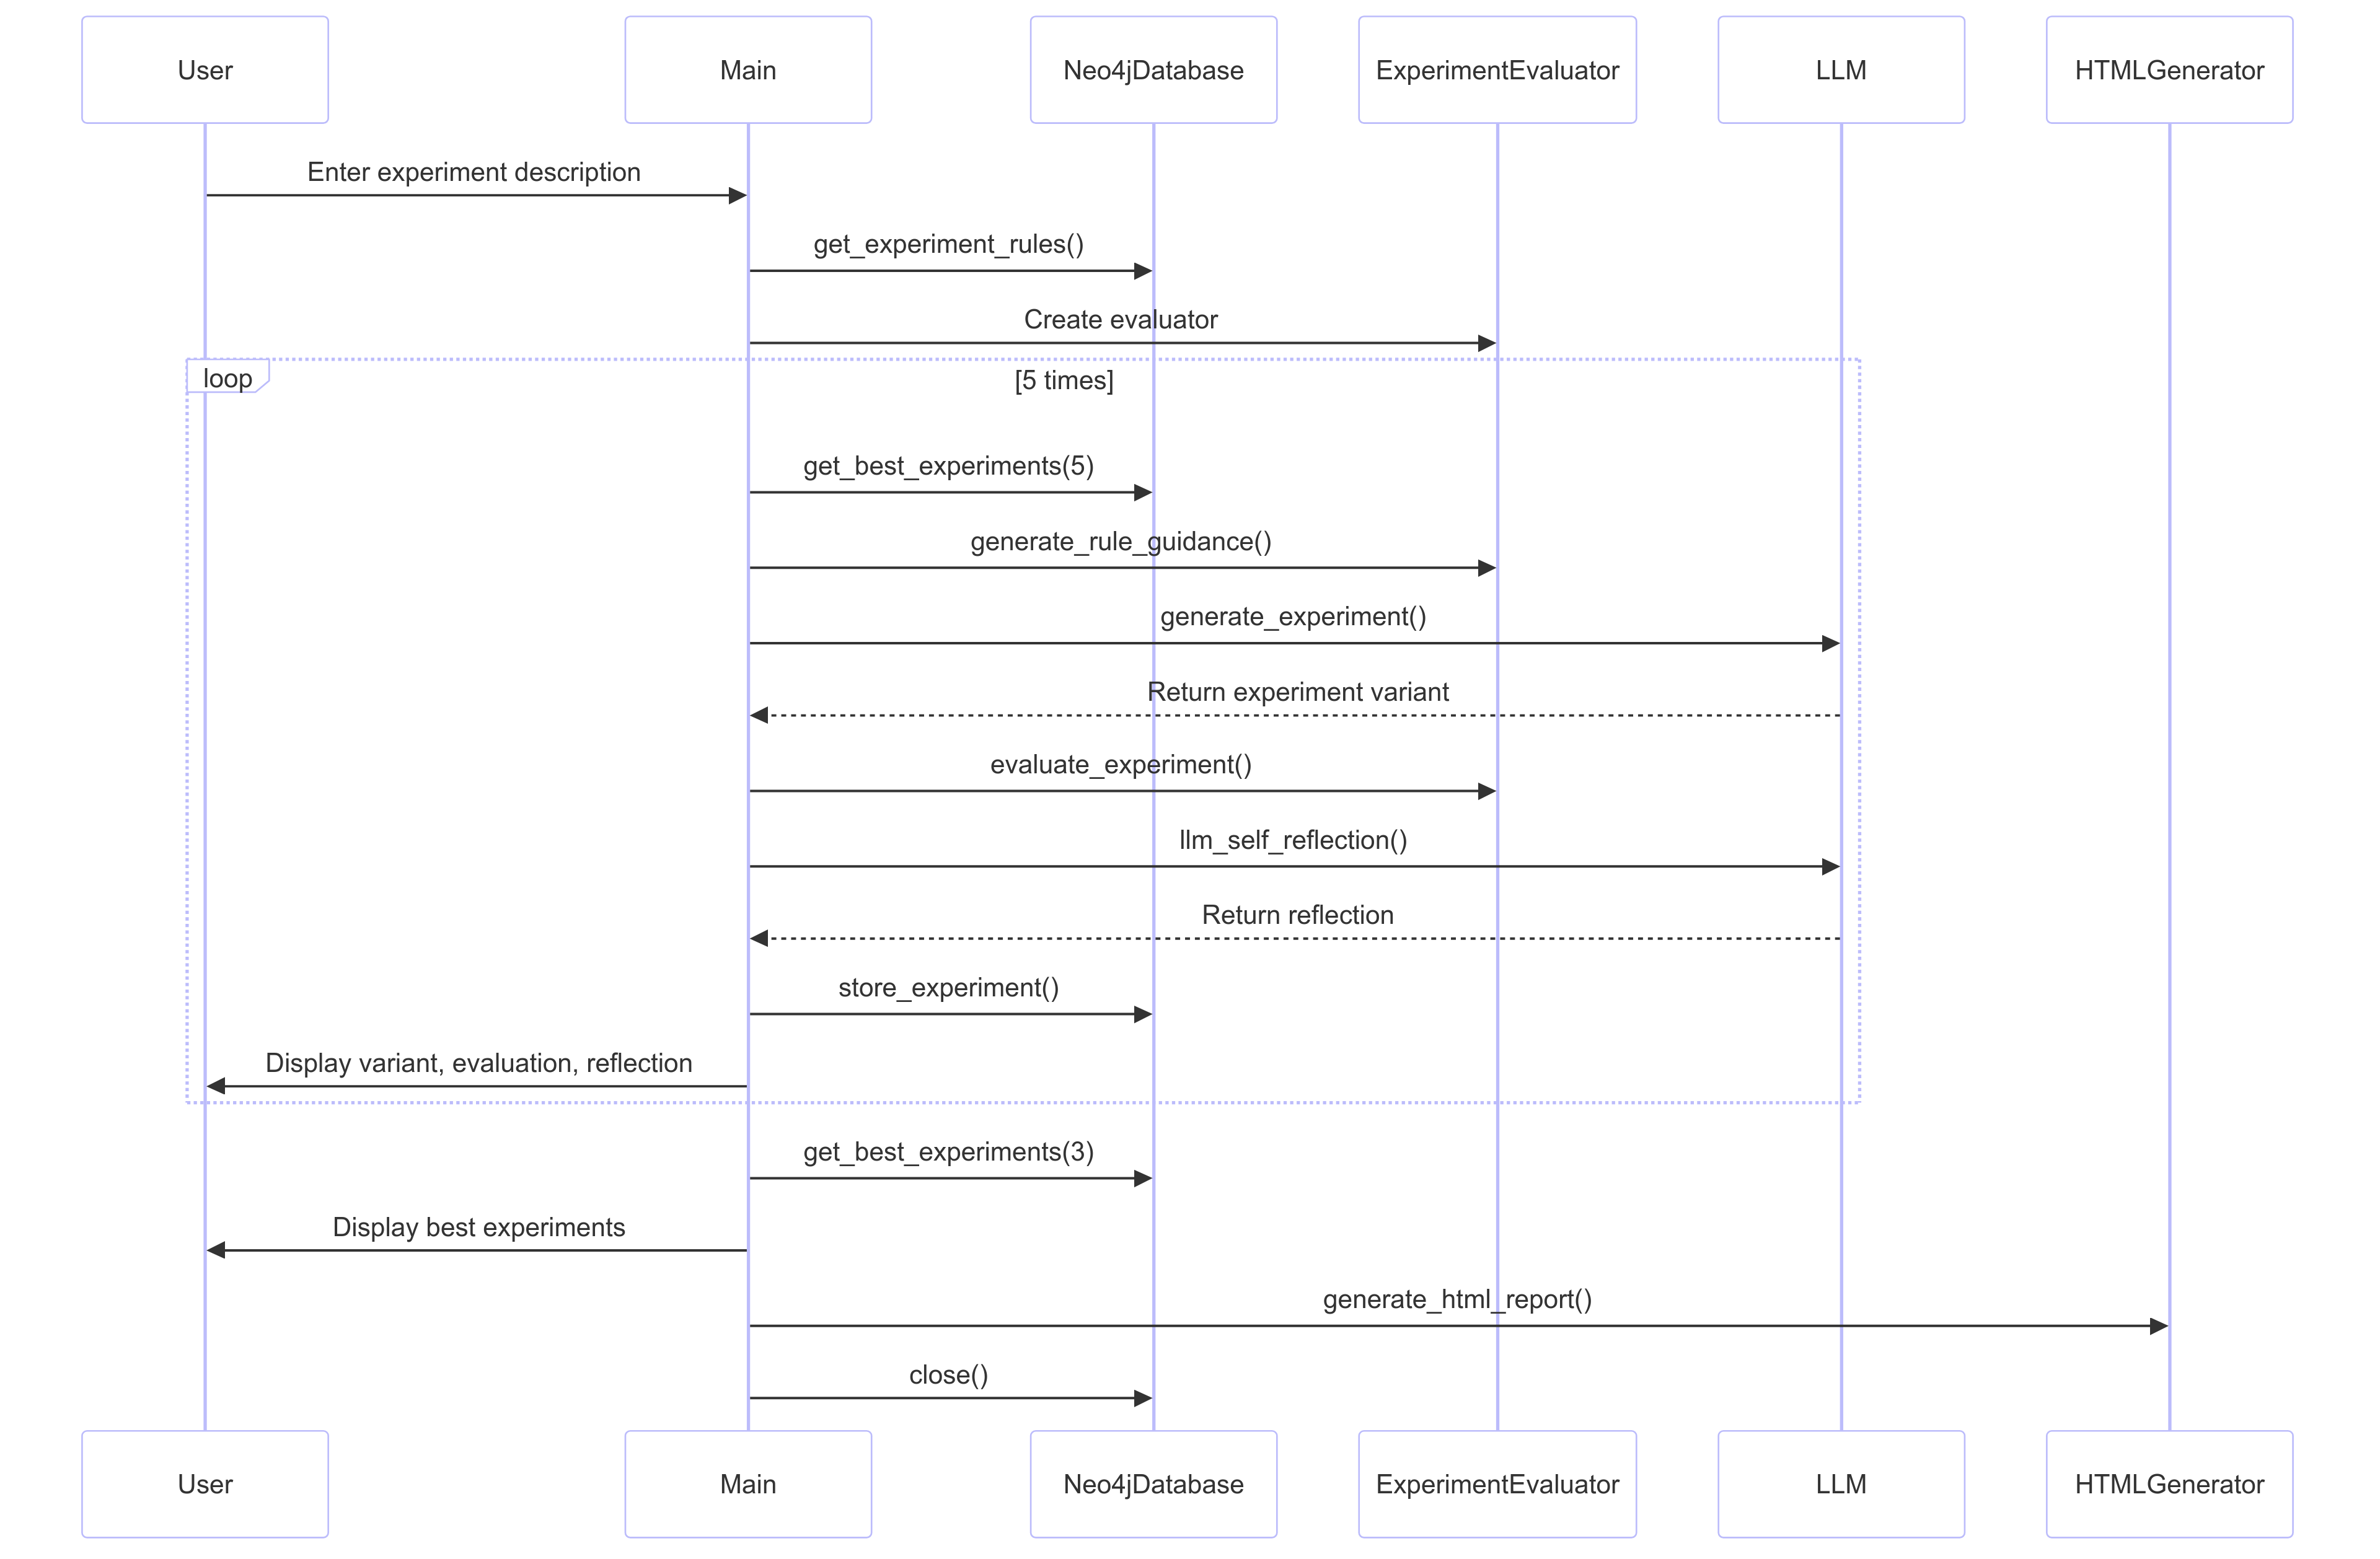 User
Main
Neo4jDatabase
ExperimentEvaluator
LLM
HTMLGenerator
Enter experiment description
get_experiment_rules()
Create evaluator
loop
[5 times]
get_best_experiments(5)
generate_rule_guidance()
generate_experiment()
Return experiment variant
evaluate_experiment()
llm_self_reflection()
Return reflection
store_experiment()
Display variant, evaluation, reflection
get_best_experiments(3)
Display best experiments
generate_html_report()
close()
User
Main
Neo4jDatabase
ExperimentEvaluator
LLM
HTMLGenerator